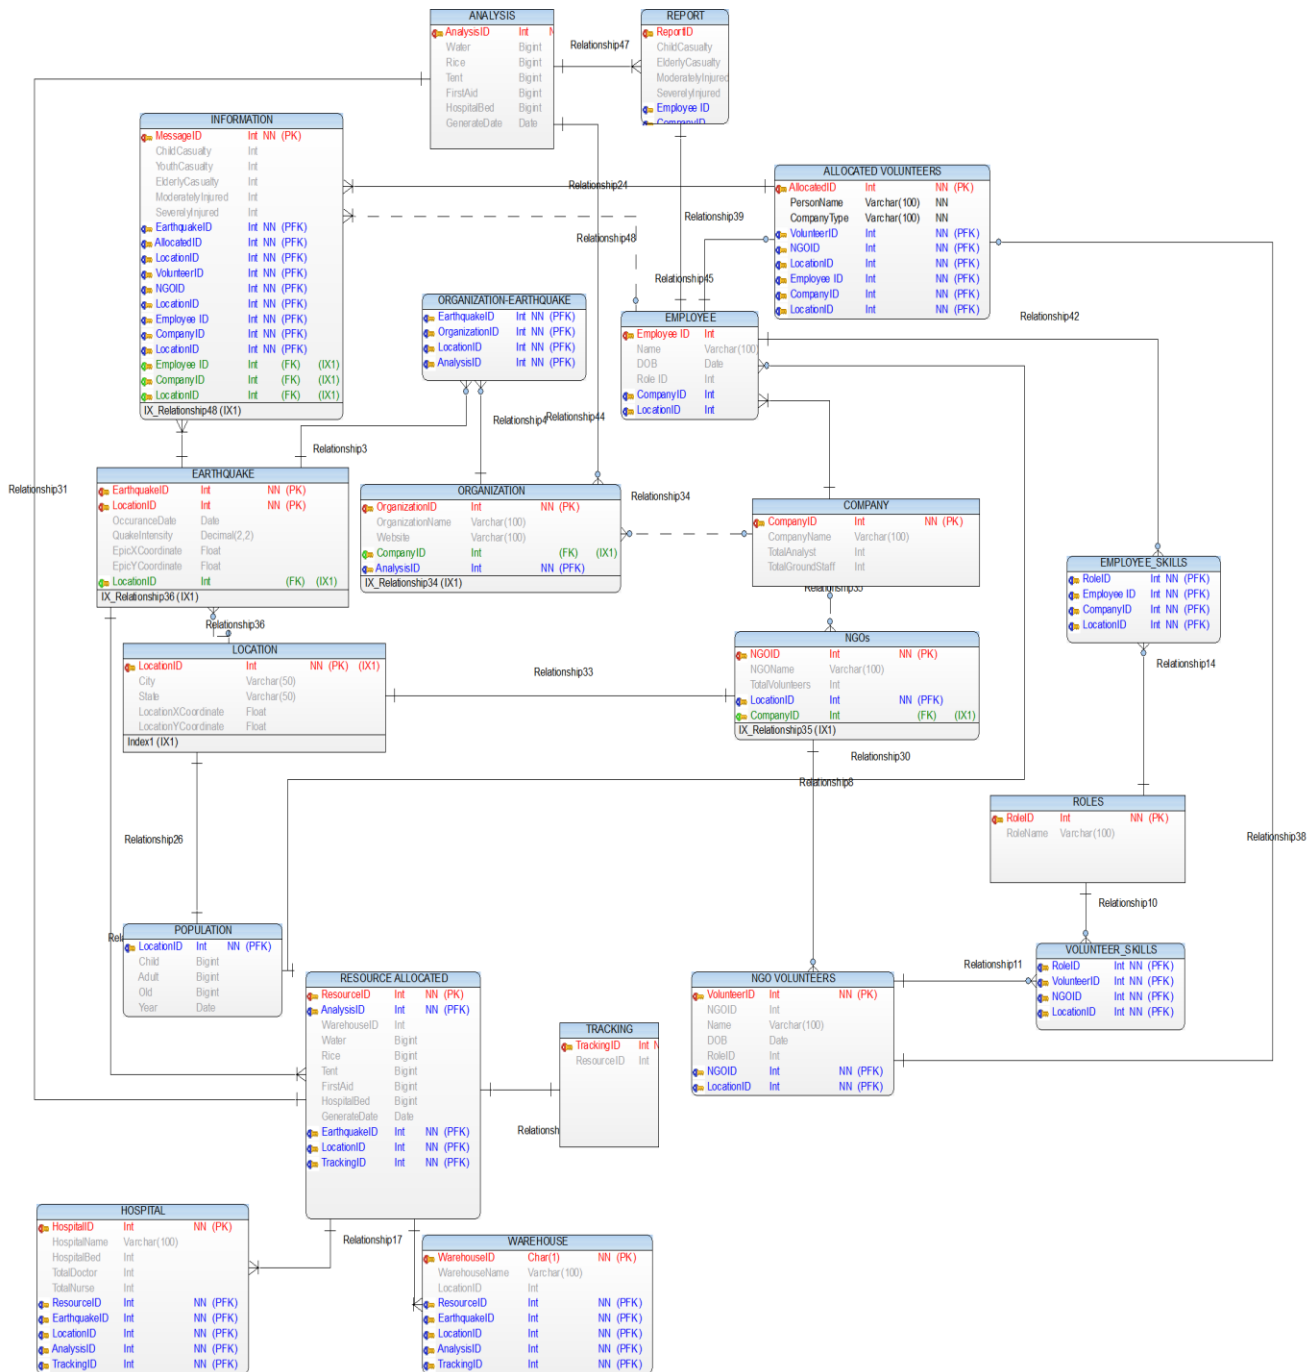 ANALYSIS
AnalysisID Int N
Water Bigint
Rice Bigint
Tent Bigint
FirstAid Bigint
HospitalBed Bigint
GenerateDate Date
REPORT
ReportID
ChildCasualty
ElderlyCasualty
ModeratelyInjured
SeverelyInjured
Employee ID
CompanyID
Relationship47
INFORMATION
MessageID Int NN (PK)
ChildCasualty Int
YouthCasualty Int
ElderlyCasualty Int
ModeratelyInjured Int
SeverelyInjured Int
EarthquakeID Int NN (PFK)
AllocatedID Int NN (PFK)
LocationID Int NN (PFK)
VolunteerID Int NN (PFK)
NGOID Int NN (PFK)
LocationID Int NN (PFK)
Employee ID Int NN (PFK)
CompanyID Int NN (PFK)
LocationID Int NN (PFK)
Employee ID Int (FK) (IX1)
CompanyID Int (FK) (IX1)
LocationID Int (FK) (IX1)
IX_Relationship48 (IX1)
Relationship24
ALLOCATED VOLUNTEERS
AllocatedID Int NN (PK)
PersonName Varchar(100) NN
CompanyType Varchar(100) NN
VolunteerID Int NN (PFK)
NGOID Int NN (PFK)
LocationID Int NN (PFK)
Employee ID Int NN (PFK)
CompanyID Int NN (PFK)
LocationID Int NN (PFK)
Relationship39
Relationship48
Relationship45
Relationship42
ORGANIZATION-EARTHQUAKE
EarthquakeID Int NN (PFK)
OrganizationID Int NN (PFK)
LocationID Int NN (PFK)
AnalysisID Int NN (PFK)
EMPLOYEE
Employee ID Int
Name Varchar(100)
DOB Date
Role ID Int
CompanyID Int
LocationID Int
Relationship4
Relationship44
Relationship3
Relationship31
EARTHQUAKE
EarthquakeID Int NN (PK)
LocationID Int NN (PK)
OccuranceDate Date
QuakeIntensity Decimal(2,2)
EpicXCoordinate Float
EpicYCoordinate Float
LocationID Int (FK) (IX1)
IX_Relationship36 (IX1)
ORGANIZATION
OrganizationID Int NN (PK)
OrganizationName Varchar(100)
Website Varchar(100)
CompanyID Int (FK) (IX1)
AnalysisID Int NN (PFK)
IX_Relationship34 (IX1)
Relationship34
COMPANY
CompanyID Int NN (PK)
CompanyName Varchar(100)
TotalAnalyst Int
TotalGroundStaff Int
Relationship35
EMPLOYEE_SKILLS
RoleID Int NN (PFK)
Employee ID Int NN (PFK)
CompanyID Int NN (PFK)
LocationID Int NN (PFK)
Relationship14
Relationship36
LOCATION
LocationID Int NN (PK) (IX1)
City Varchar(50)
State Varchar(50)
LocationXCoordinate Float
LocationYCoordinate Float
Index1 (IX1)
Relationship33
NGOs
NGOID Int NN (PK)
NGOName Varchar(100)
TotalVolunteers Int
LocationID Int NN (PFK)
CompanyID Int (FK) (IX1)
IX_Relationship35 (IX1)
Relationship30
Relationship8
ROLES
RoleID Int NN (PK)
RoleName Varchar(100)
Relationship38
Relationship26
Relationship10
POPULATION
LocationID Int NN (PFK)
Child Bigint
Adult Bigint
Old Bigint
Year Date
Rel
RESOURCE ALLOCATED
ResourceID Int NN (PK)
AnalysisID Int NN (PFK)
WarehouseID Int
Water Bigint
Rice Bigint
Tent Bigint
FirstAid Bigint
HospitalBed Bigint
GenerateDate Date
EarthquakeID Int NN (PFK)
LocationID Int NN (PFK)
TrackingID Int NN (PFK)
TRACKING
TrackingID Int N
ResourceID Int
Relationsh
NGO VOLUNTEERS
VolunteerID Int NN (PK)
NGOID Int
Name Varchar(100)
DOB Date
RoleID Int
NGOID Int NN (PFK)
LocationID Int NN (PFK)
Relationship11
VOLUNTEER_SKILLS
RoleID Int NN (PFK)
VolunteerID Int NN (PFK)
NGOID Int NN (PFK)
LocationID Int NN (PFK)
HOSPITAL
HospitalID Int NN (PK)
HospitalName Varchar(100)
HospitalBed Int
TotalDoctor Int
TotalNurse Int
ResourceID Int NN (PFK)
EarthquakeID Int NN (PFK)
LocationID Int NN (PFK)
AnalysisID Int NN (PFK)
TrackingID Int NN (PFK)
Relationship17
WAREHOUSE
WarehouseID Char(1) NN (PK)
WarehouseName Varchar(100)
LocationID Int
ResourceID Int NN (PFK)
EarthquakeID Int NN (PFK)
LocationID Int NN (PFK)
AnalysisID Int NN (PFK)
TrackingID Int NN (PFK)